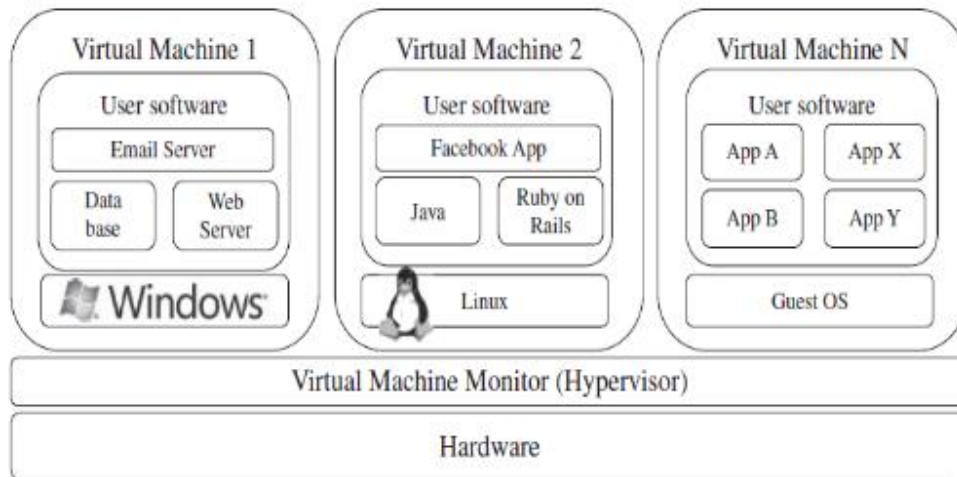 Virtual Machine 1
User software
Email Server
Data
base
Web
Server
Windows
Virtual Machine 2
User software
Facebook App
Java
Ruby on
Rails
Linux
Virtual Machine N
User software
App A
App X
App B
App Y
Guest OS
Virtual Machine Monitor (Hypervisor)
Hardware